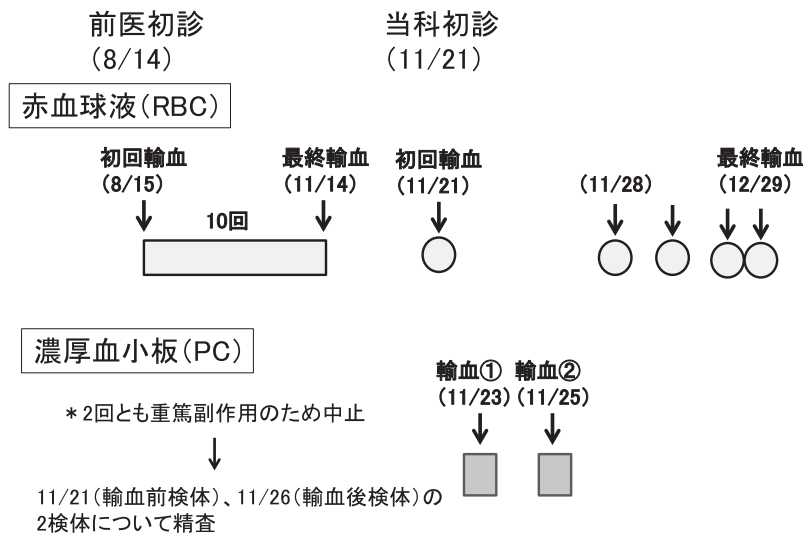 前医初診
(8/14)
当科初診
(11/21)
赤血球液(RBC)
初回輸血
(8/15)
最終輸血
(11/14)
初回輸血
(11/21)
(11/28)
最終輸血
(12/29)
10回
濃厚血小板(PC)
輸血①
(11/23)
輸血②
(11/25)
*2回とも重篤副作用のため中止
11/21(輸血前検体)、11/26(輸血後検体)の
2検体について精査